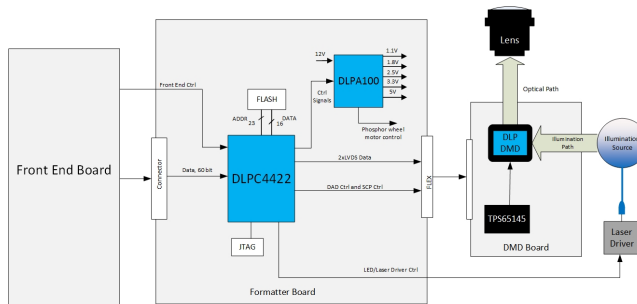 Front End Board
Front End Ctrl
Connector
Data, 60 bit
FLASH
ADDR
23
DATA
16
DLPC4422
JTAG
Formatter Board
12V
Ctrl
Signals
DLPA100
1.1V
1.8V
2.5V
3.3V
5V
Phosphor wheel
motor control
2xLVDS Data
DAD Ctrl and SCP Ctrl
LED/Laser Driver Ctrl
FLEX
Lens
Optical Path
DLP
DMD
TPS65145
DMD Board
Illumination
Path
illumination
Source
Laser
Driver